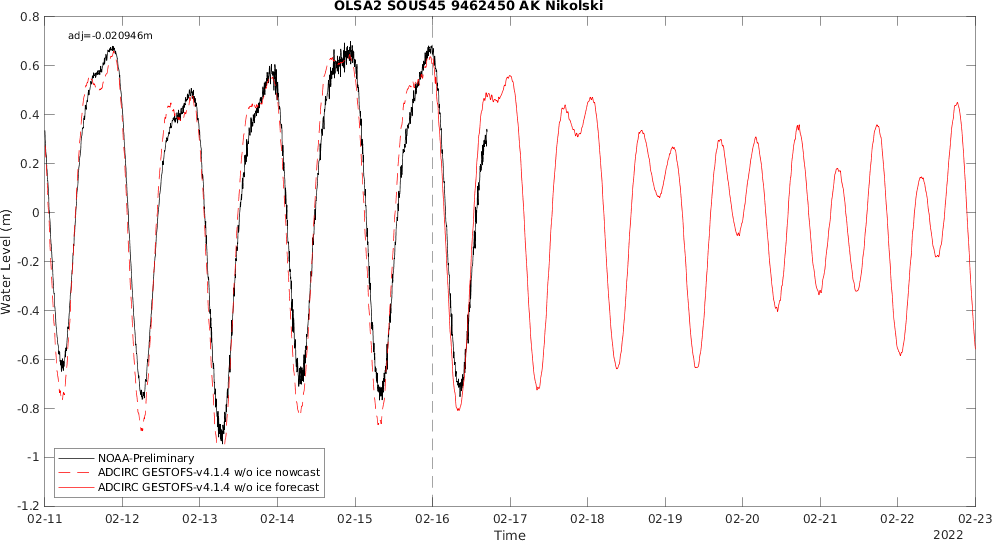 OLSA2 SOUS45 9462450 AK Nikolski
adj=-0.020946m
Water Level (m)
0.8
0.6
0.4
0.2
0
-0.2
-0.4
-0.6
-0.8
-1
-1.2
NOAA-Preliminary
ADCIRC GESTOFS-v4.1.4 w/o ice nowcast
ADCIRC GESTOFS-v4.1.4 w/o ice forecast
02-11 02-12 02-13 02-14 02-15 02-16 02-17 02-18 02-19 02-20 02-21 02-22 02-23
Time
2022